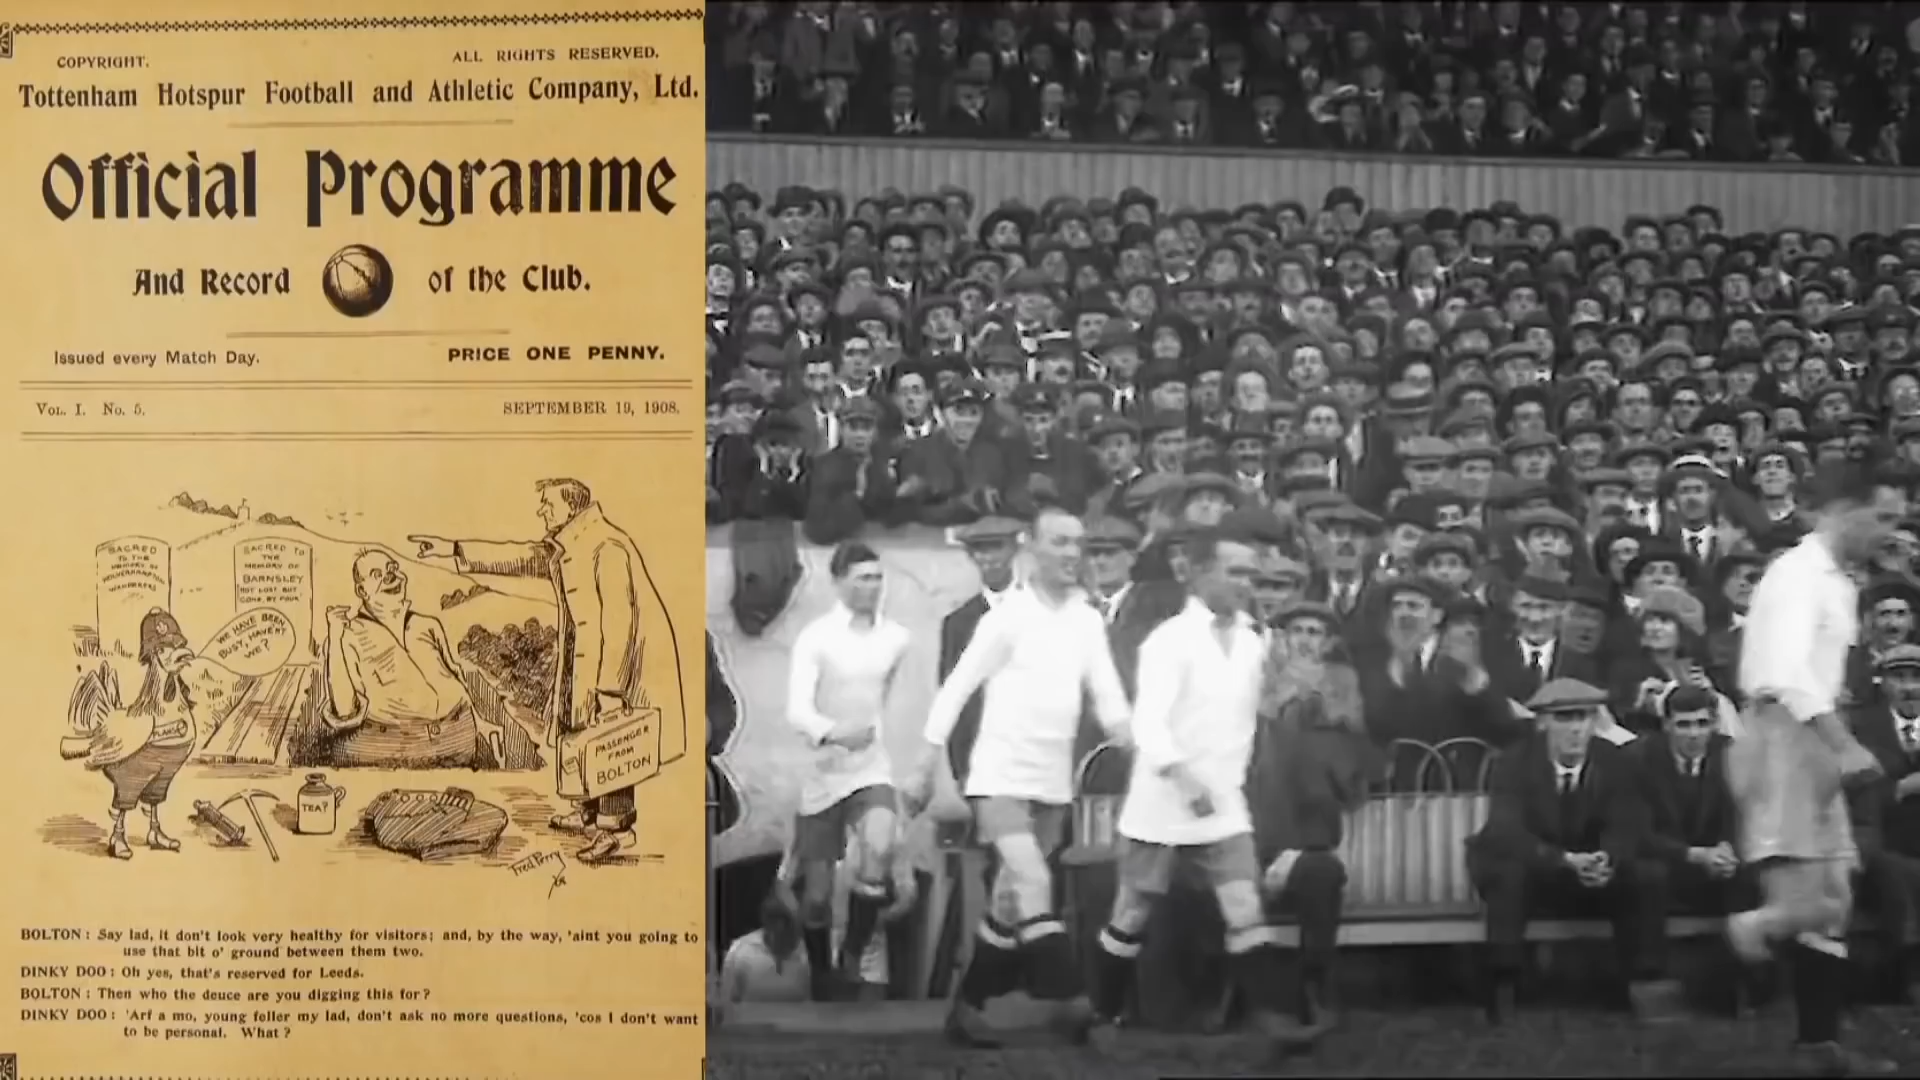 COPYRIGHT. ALL RIGHTS RESERVED.
Tottenham Hotspur Football and Athletic Company, Ltd.
Official Programme
And Record of the Club.
Issued every Match Day. PRICE ONE PENNY.
VOL. I. No. 5. SEPTEMBER 19, 1908.
SACRED
TO THE
MEMORY OF
WOLVERHAMPTON
WANDERERS
SACRED TO
THE
MEMORY OF
BARNSLEY
NOT LOST BUT
GONE BY FOUR
WE HAVE BEEN
BUSY, HAVEN'T
WE?
PASSENGER
FROM
BOLTON
TEA?
Fred Perry
08
BOLTON: Say lad, it don't look very healthy for visitors; and, by the way, 'aint you going to
use that bit o' ground between them two.
DINKY DOO: Oh yes, that's reserved for Leeds.
BOLTON: Then who the deuce are you digging this for?
DINKY DOO: 'Arf a mo, young feller my lad, don't ask no more questions, 'cos I don't want
to be personal. What?